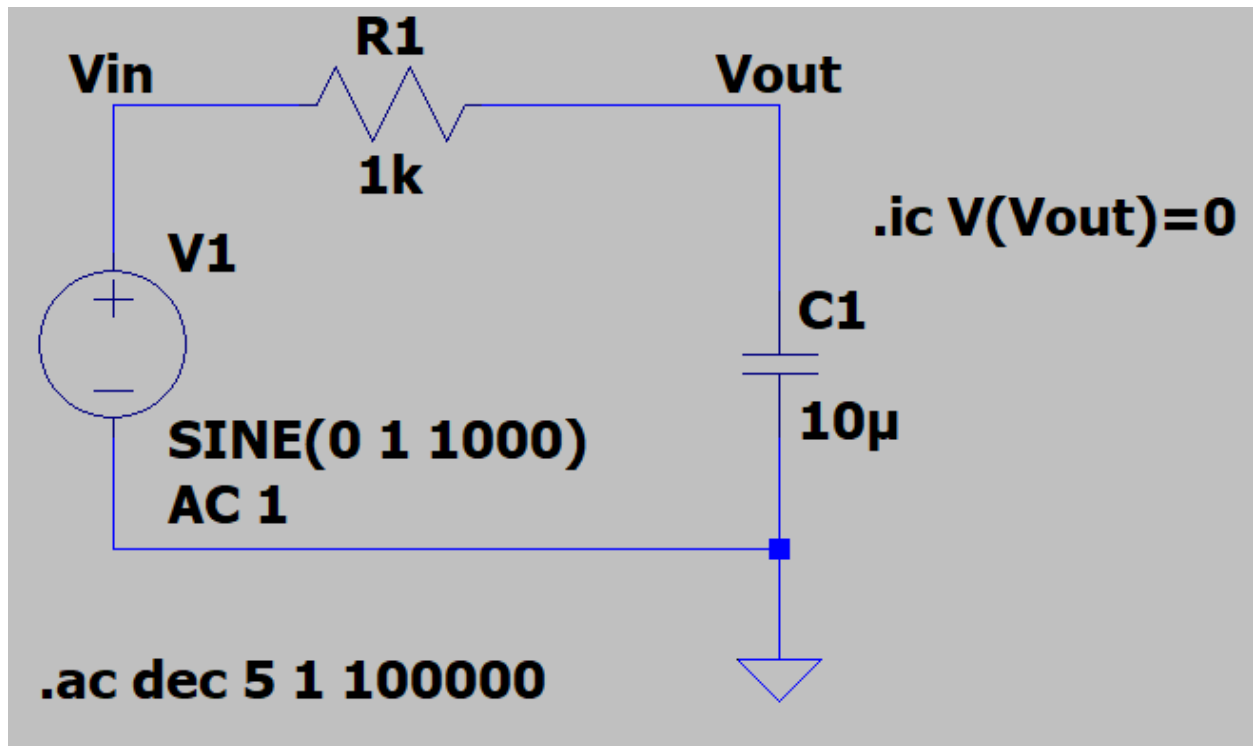 R1
Vin
Vout
1k
.ic V(Vout)=0
V1
C1
10µ
SINE(0 1 1000)
AC 1
.ac dec 5 1 100000